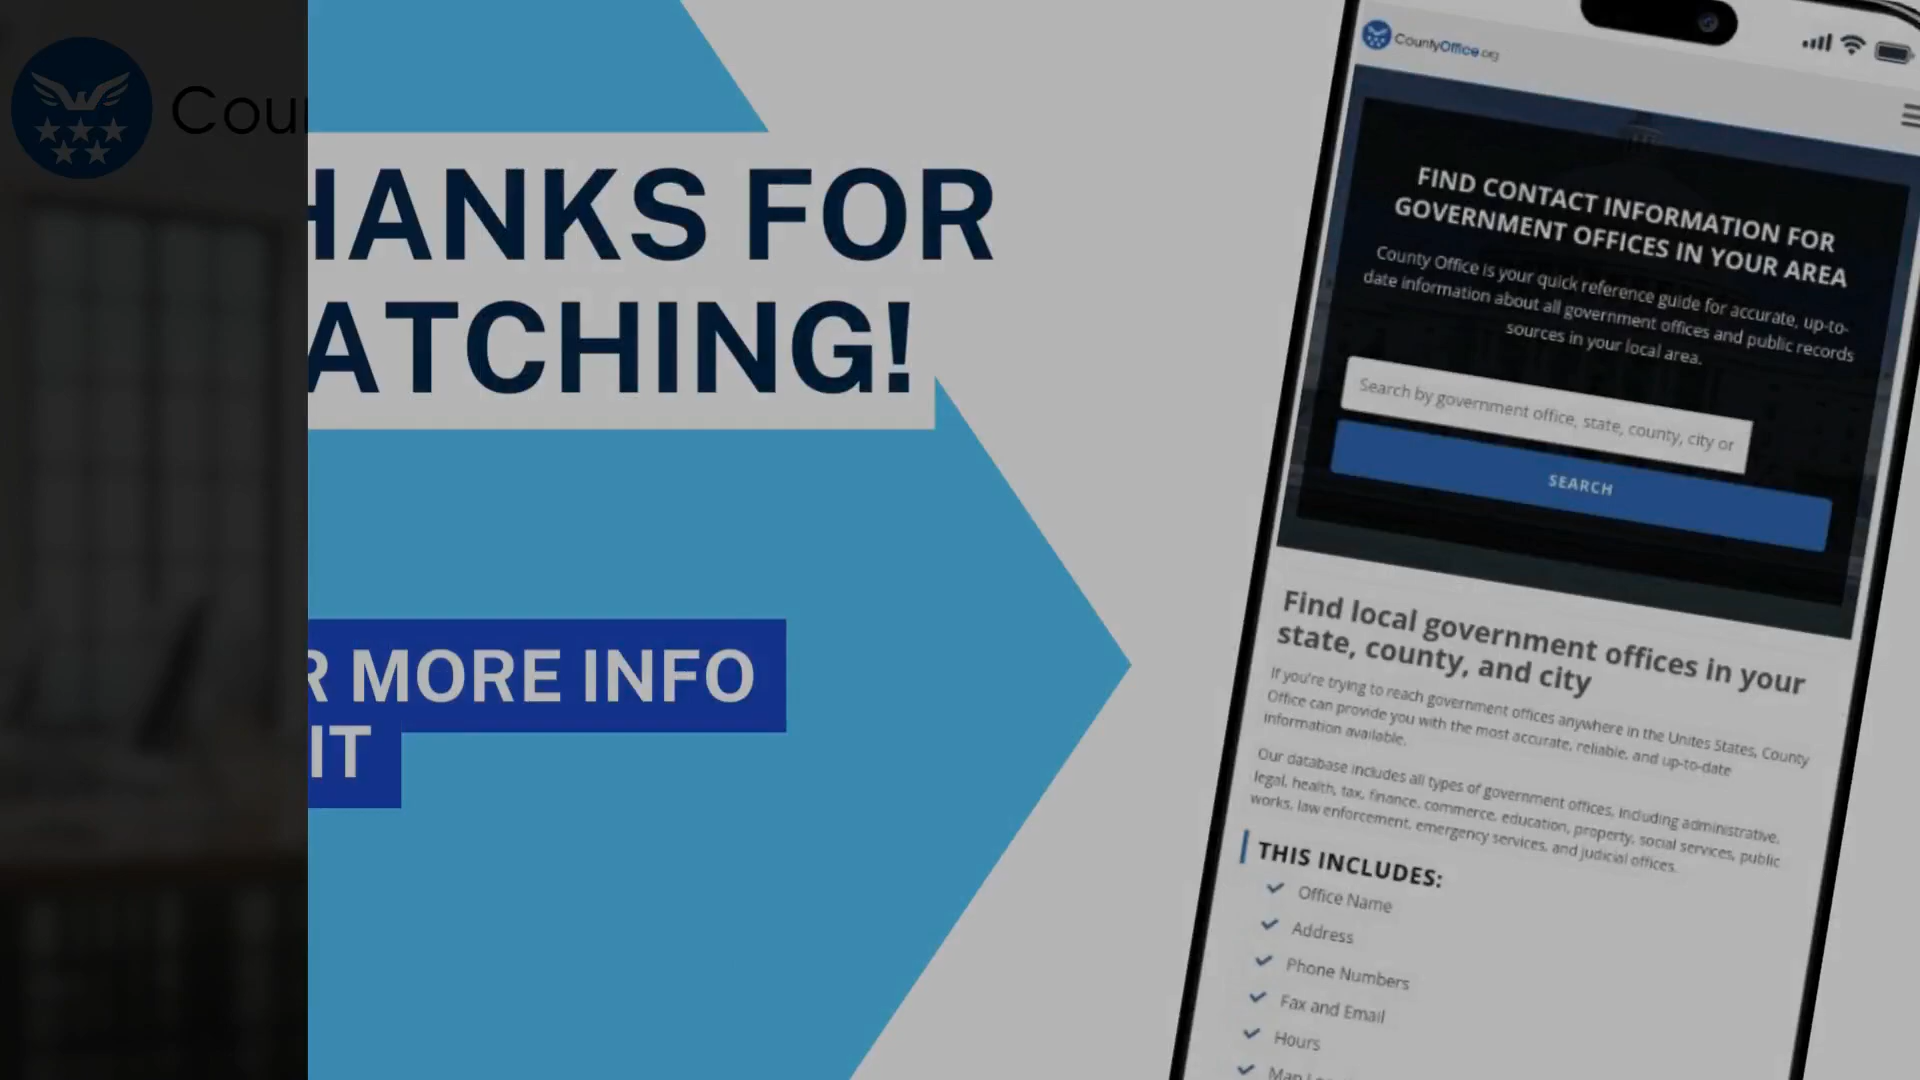 Cou
HANKS FOR
ATCHING!
R MORE INFO
IT
CountyOffice.org
FIND CONTACT INFORMATION FOR
GOVERNMENT OFFICES IN YOUR AREA
County Office is your quick reference guide for accurate, up-to-
date information about all government offices and public records
sources in your local area.
Search by government office, state, county, city or
SEARCH
Find local government offices in your
state, county, and city
If you're trying to reach government offices anywhere in the Unites States, County
Office can provide you with the most accurate, reliable, and up-to-date
information available.
Our database includes all types of government offices, including administrative,
legal, health, tax, finance, commerce, education, property, social services, public
works, law enforcement, emergency services, and judicial offices.
THIS INCLUDES:
Office Name
Address
Phone Numbers
Fax and Email
Hours